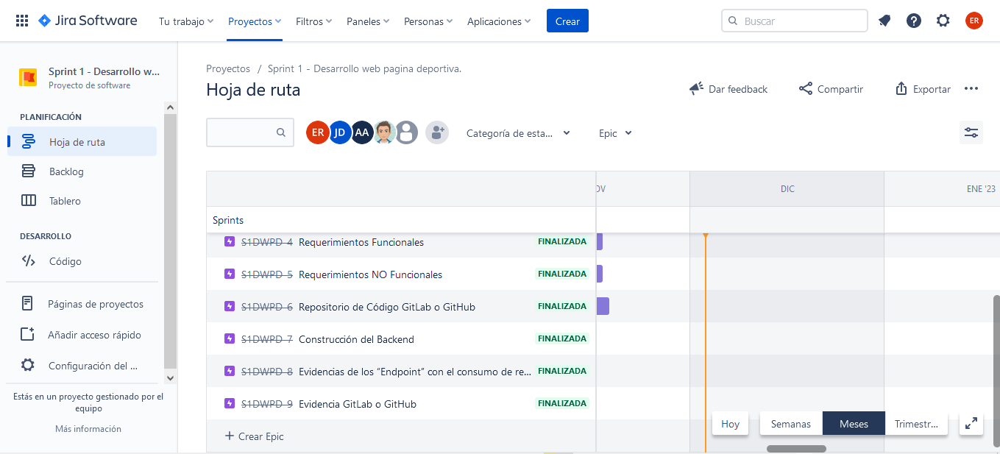 Jira Software Tu trabajo Proyectos Filtros Paneles Personas Aplicaciones Crear Buscar ER
Sprint 1 - Desarrollo w...
Proyecto de software
PLANIFICACIÓN
Hoja de ruta
Backlog
Tablero
DESARROLLO
Código
Páginas de proyectos
Añadir acceso rápido
Configuración del ...
Estás en un proyecto gestionado por el
equipo
Más información
Proyectos / Sprint 1 - Desarrollo web pagina deportiva.
Hoja de ruta
Dar feedback Compartir Exportar
ER JD AA Categoría de esta... Epic
OV DIC ENE '23
Sprints
S1DWPD-4 Requerimientos Funcionales FINALIZADA
S1DWPD-5 Requerimientos NO Funcionales FINALIZADA
S1DWPD-6 Repositorio de Código GitLab o GitHub FINALIZADA
S1DWPD-7 Construcción del Backend FINALIZADA
S1DWPD-8 Evidencias de los “Endpoint” con el consumo de re... FINALIZADA
S1DWPD-9 Evidencia GitLab o GitHub FINALIZADA
+ Crear Epic
Hoy Semanas Meses Trimestr...